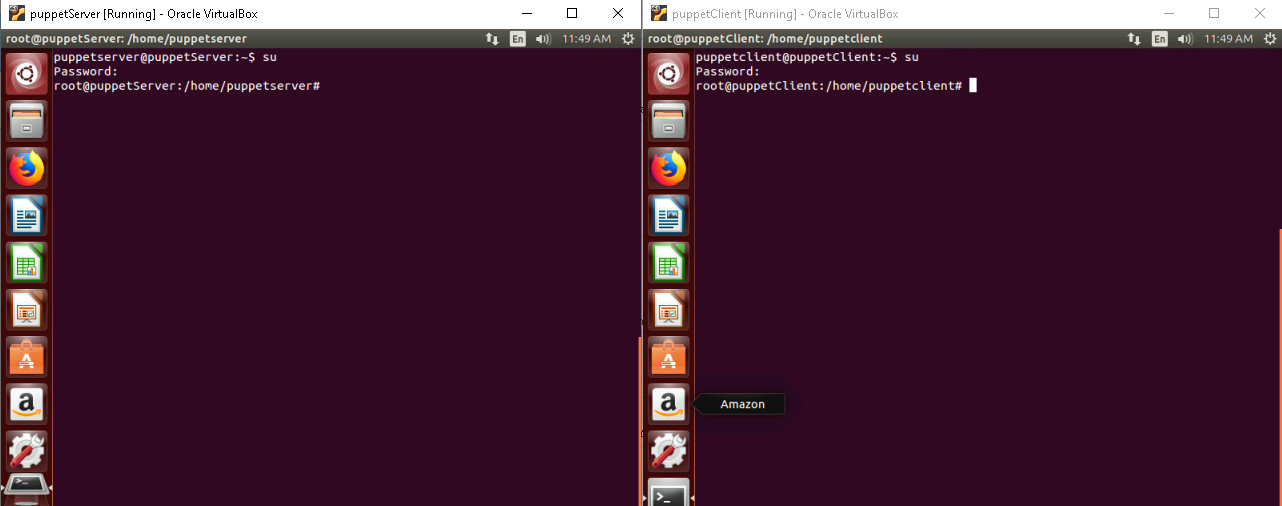 puppetServer [Running] - Oracle VirtualBox
root@puppetServer: /home/puppetserver
En
11:49 AM
puppetserver@puppetServer:~$ su
Password:
root@puppetServer:/home/puppetserver#
puppetClient [Running] - Oracle VirtualBox
root@puppetClient: /home/puppetclient
En
11:49 AM
puppetclient@puppetClient:~$ su
Password:
root@puppetClient:/home/puppetclient#
Amazon